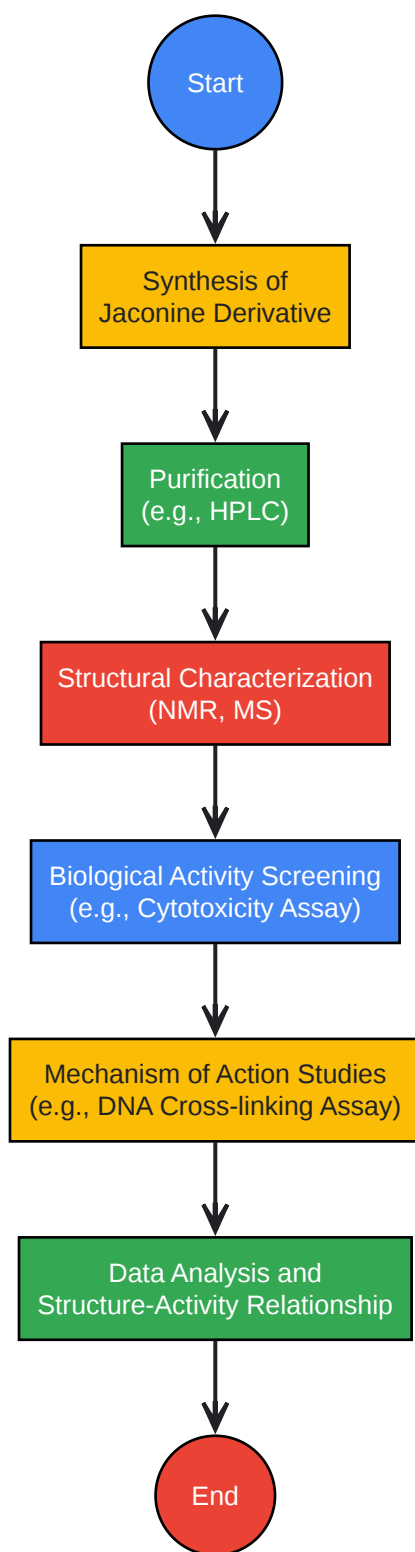 Start
Synthesis of
Jaconine Derivative
Purification
(e.g., HPLC)
Structural Characterization
(NMR, MS)
Biological Activity Screening
(e.g., Cytotoxicity Assay)
Mechanism of Action Studies
(e.g., DNA Cross-linking Assay)
Data Analysis and
Structure-Activity Relationship
End